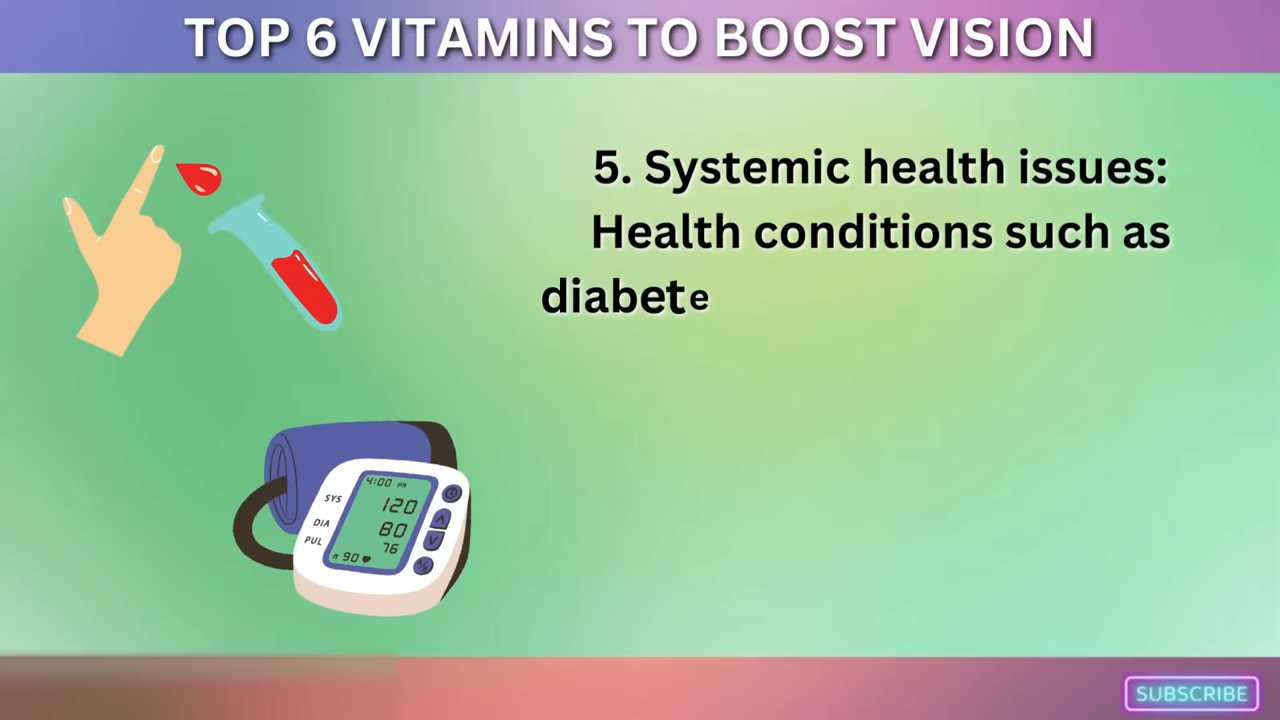 TOP 6 VITAMINS TO BOOST VISION
5. Systemic health issues:
Health conditions such as
diabete
4:00 PM
SYS 120
DIA 80
PUL 76
M 90
SUBSCRIBE